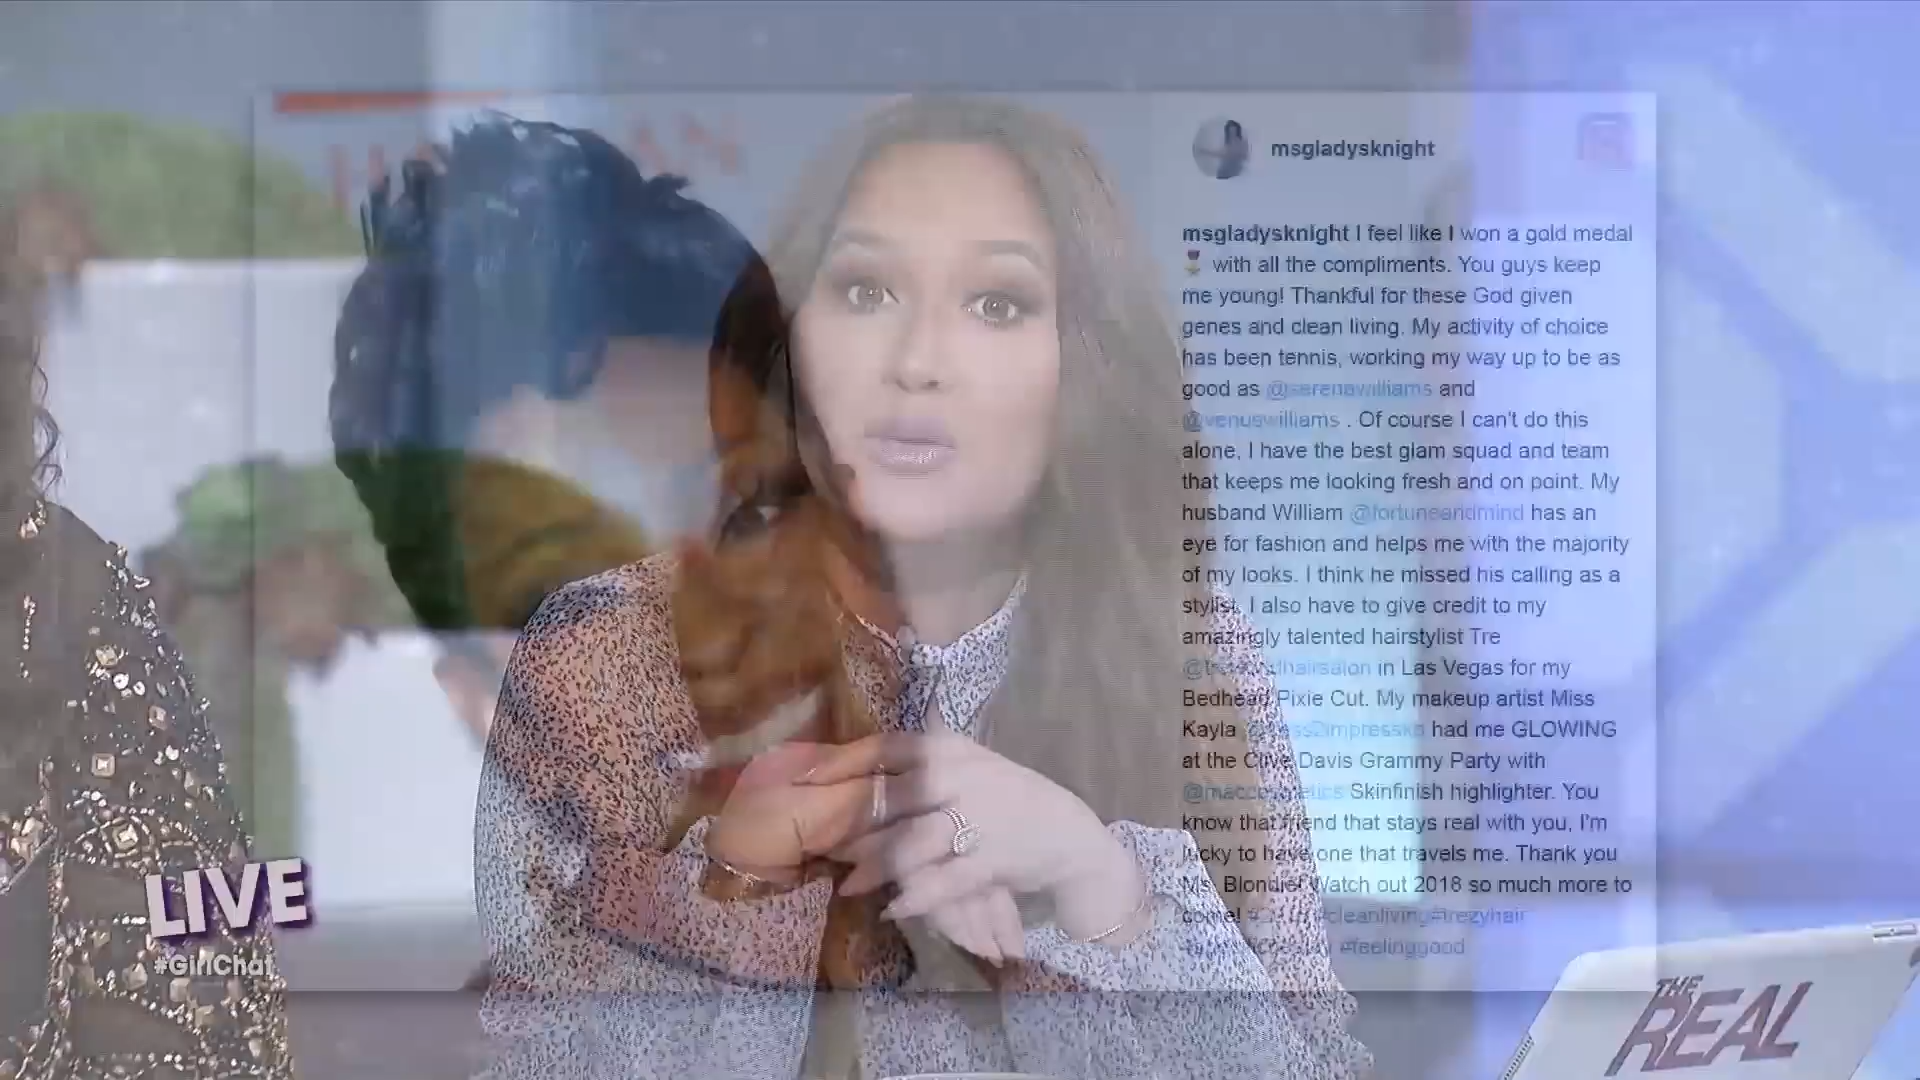 msgladysknight
msgladysknight I feel like I won a gold medal
with all the compliments. You guys keep
me young! Thankful for these God given
genes and clean living. My activity of choice
has been tennis, working my way up to be as
good as @serenawilliams and
@venuswilliams . Of course I can't do this
alone, I have the best glam squad and team
that keeps me looking fresh and on point. My
husband William @fortuneandmind has an
eye for fashion and helps me with the majority
of my looks. I think he missed his calling as a
stylist. I also have to give credit to my
amazingly talented hairstylist Tre
in Las Vegas for my
Bedhead Pixie Cut. My makeup artist Miss
Kayla had me GLOWING
at the Clive Davis Grammy Party with
@maccosmetics Skinfinish highlighter. You
know that friend that stays real with you, I'm
lucky to have one that travels me. Thank you
Ms. Blondie! Watch out 2018 so much more to
come! #cleanliving#trezyhair
#feelinggood
LIVE
#GirlChat
THE
REAL